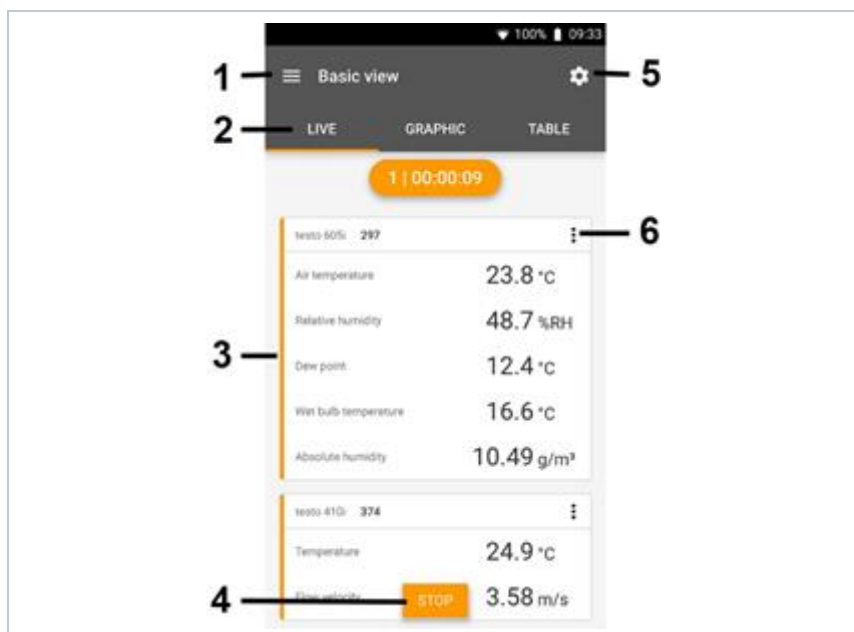 100% 09:33
1 Basic view 5
2 LIVE GRAPHIC TABLE
1 | 00:00:09
testo 605i 297 6
Air temperature 23.8 °C
Relative humidity 48.7 %RH
3
Dew point 12.4 °C
Wet bulb temperature 16.6 °C
Absolute humidity 10.49 g/m³
testo 410i 374
Temperature 24.9 °C
4 Flow velocity STOP 3.58 m/s